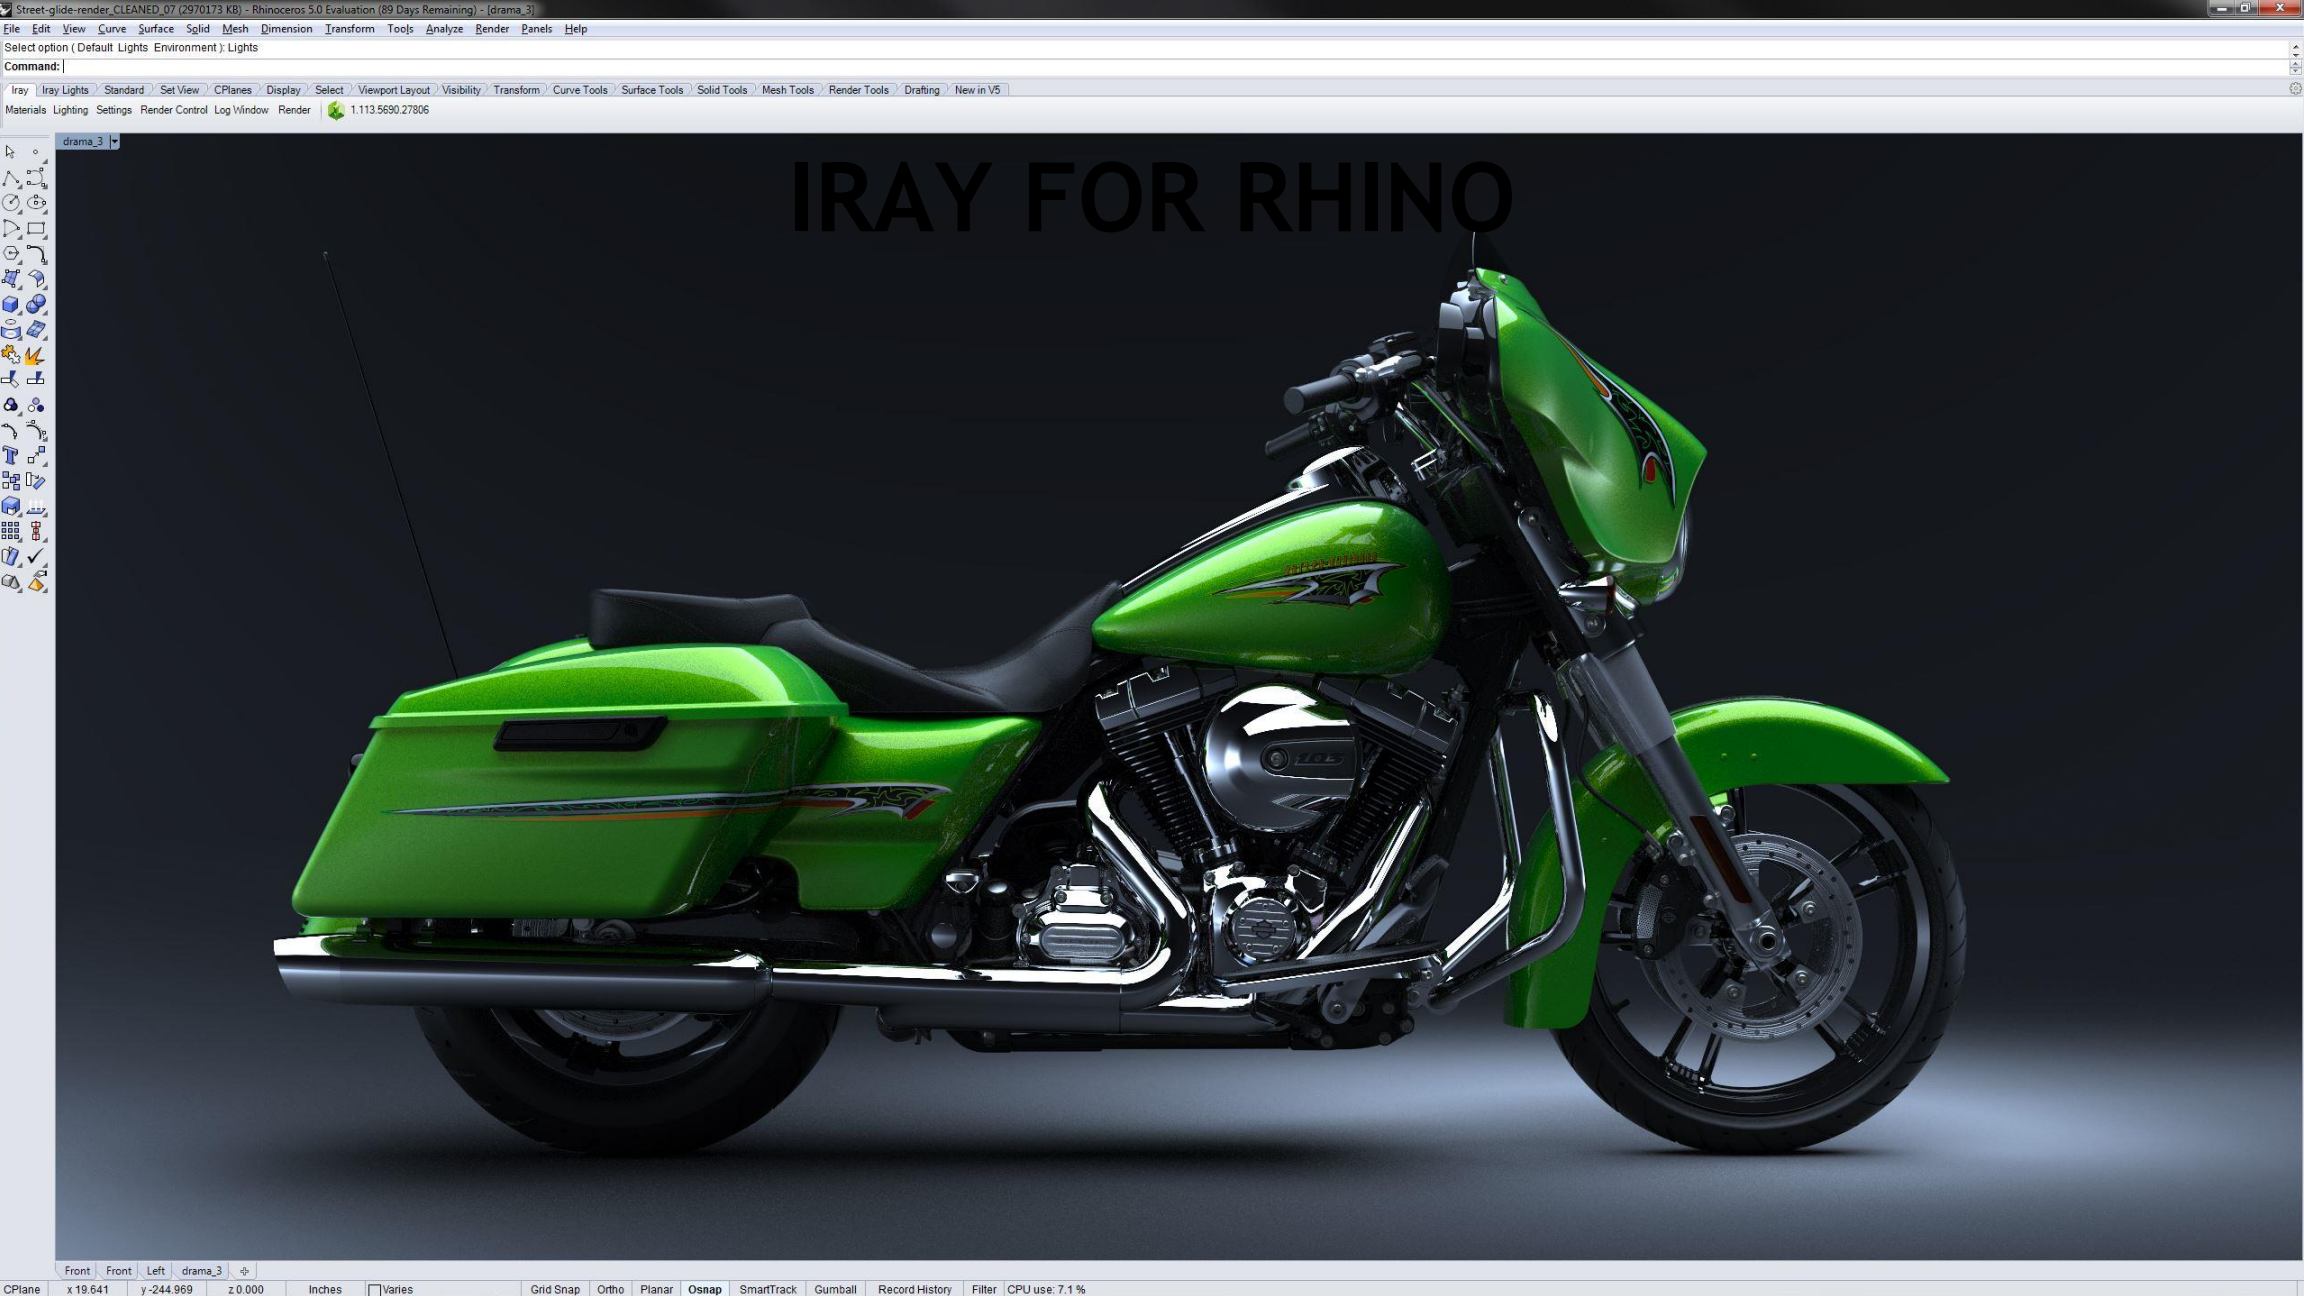 Street-glide-render_CLEANED_07 (2970173 KB) - Rhinoceros 5.0 Evaluation (89 Days Remaining) - [drama_3]
File Edit View Curve Surface Solid Mesh Dimension Transform Tools Analyze Render Panels Help
Select option ( Default Lights Environment ): Lights
Command:
Iray Iray Lights Standard Set View CPlanes Display Select Viewport Layout Visibility Transform Curve Tools Surface Tools Solid Tools Mesh Tools Render Tools Drafting New in V5
Materials Lighting Settings Render Control Log Window Render 1.113.5690.27806
drama_3
IRAY FOR RHINO
HARLEY-DAVIDSON
103
Front Front Left drama_3
CPlane x 19.641 y -244.969 z 0.000 Inches Varies Grid Snap Ortho Planar Osnap SmartTrack Gumball Record History Filter CPU use: 7.1 %